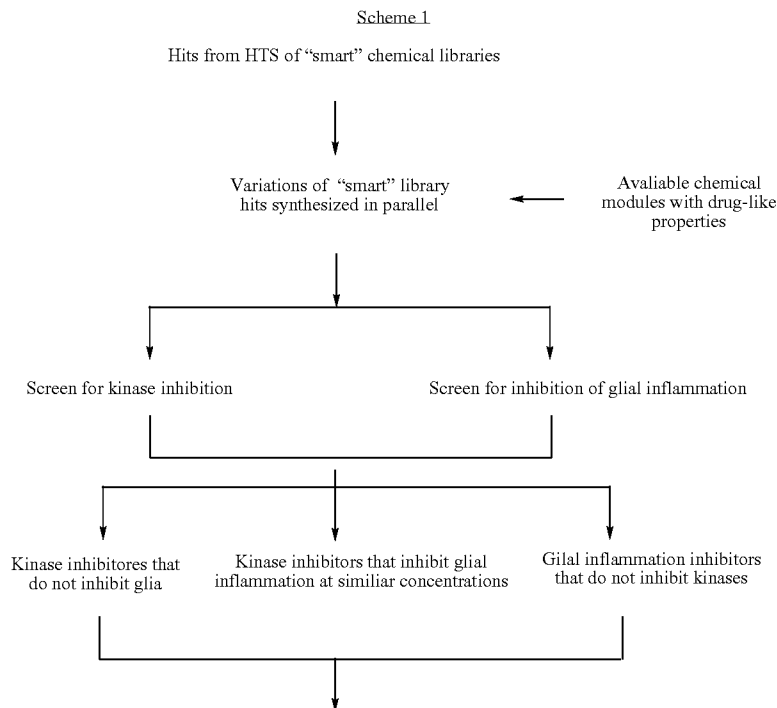 Scheme 1
Hits from HTS of “smart” chemical libraries
Variations of “smart” library
hits synthesized in parallel
Avaliable chemical
modules with drug-like
properties
Screen for kinase inhibition
Screen for inhibition of glial inflammation
Kinase inhibitores that
do not inhibit glia
Kinase inhibitors that inhibit glial
inflammation at similiar concentrations
Gilal inflammation inhibitors
that do not inhibit kinases